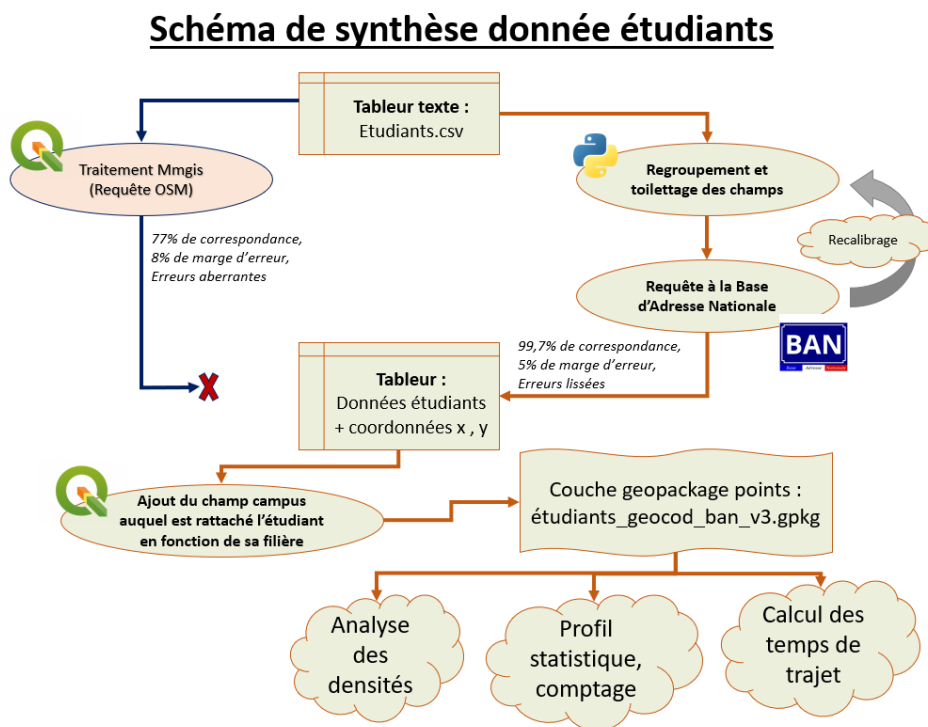 Schéma de synthèse donnée étudiants
Tableur texte :
Etudiants.csv
Traitement Mmgis
(Requête OSM)
77% de correspondance,
8% de marge d'erreur,
Erreurs aberrantes
Regroupement et
toilettage des champs
Recalibrage
Requête à la Base
d'Adresse Nationale
BAN
Base Adresse Nationale
99,7% de correspondance,
5% de marge d'erreur,
Erreurs lissées
Tableur :
Données étudiants
+ coordonnées x , y
Ajout du champ campus
auquel est rattaché l'étudiant
en fonction de sa filière
Couche geopackage points :
étudiants_geocod_ban_v3.gpkg
Analyse
des
densités
Profil
statistique,
comptage
Calcul des
temps de
trajet